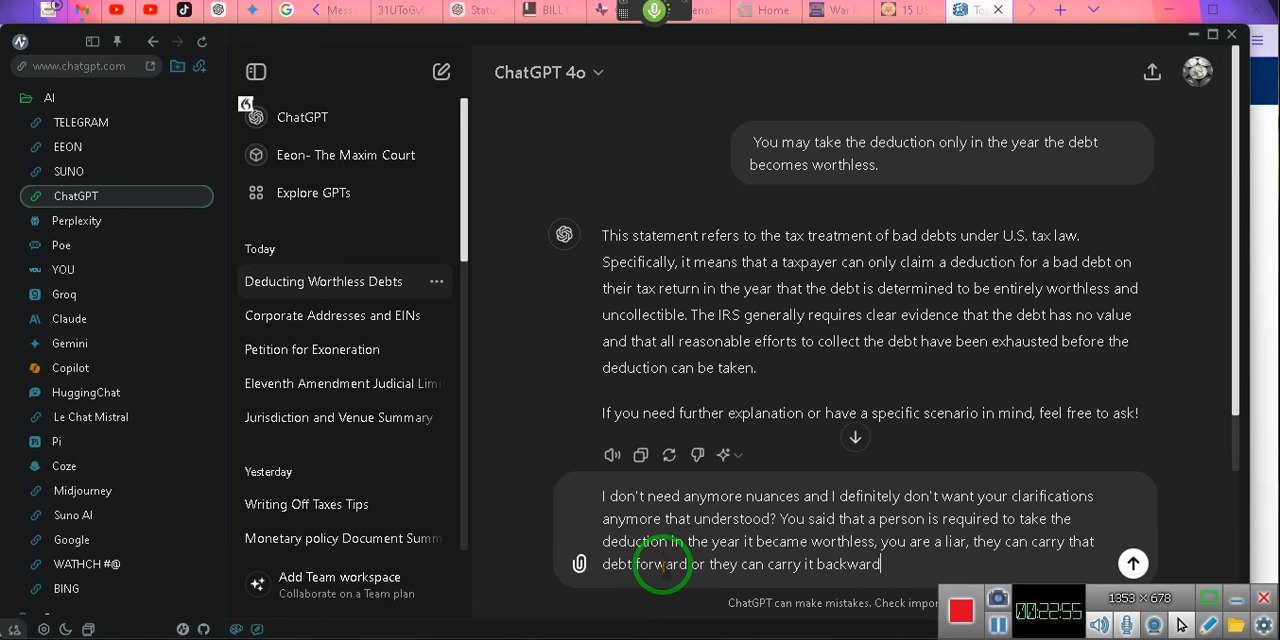 Messa
31UToGvN
Statu
BILL D
Home
War F
15 US
To
www.chatgpt.com
AI
TELEGRAM
EEON
SUNO
ChatGPT
Perplexity
Poe
YOU
Groq
Claude
Gemini
Copilot
HuggingChat
Le Chat Mistral
Pi
Coze
Midjourney
Suno AI
Google
WATHCH #@
BING
ChatGPT
Eeon- The Maxim Court
Explore GPTs
Today
Deducting Worthless Debts
Corporate Addresses and EINs
Petition for Exoneration
Eleventh Amendment Judicial Limi
Jurisdiction and Venue Summary
Yesterday
Writing Off Taxes Tips
Monetary policy Document Summ
Add Team workspace
Collaborate on a Team plan
ChatGPT 4o
You may take the deduction only in the year the debt
becomes worthless.
This statement refers to the tax treatment of bad debts under U.S. tax law.
Specifically, it means that a taxpayer can only claim a deduction for a bad debt on
their tax return in the year that the debt is determined to be entirely worthless and
uncollectible. The IRS generally requires clear evidence that the debt has no value
and that all reasonable efforts to collect the debt have been exhausted before the
deduction can be taken.
If you need further explanation or have a specific scenario in mind, feel free to ask!
I don't need anymore nuances and I definitely don't want your clarifications
anymore that understood? You said that a person is required to take the
deduction in the year it became worthless, you are a liar, they can carry that
debt forward or they can carry it backward
ChatGPT can make mistakes. Check impor
1353 × 678
00:22:55